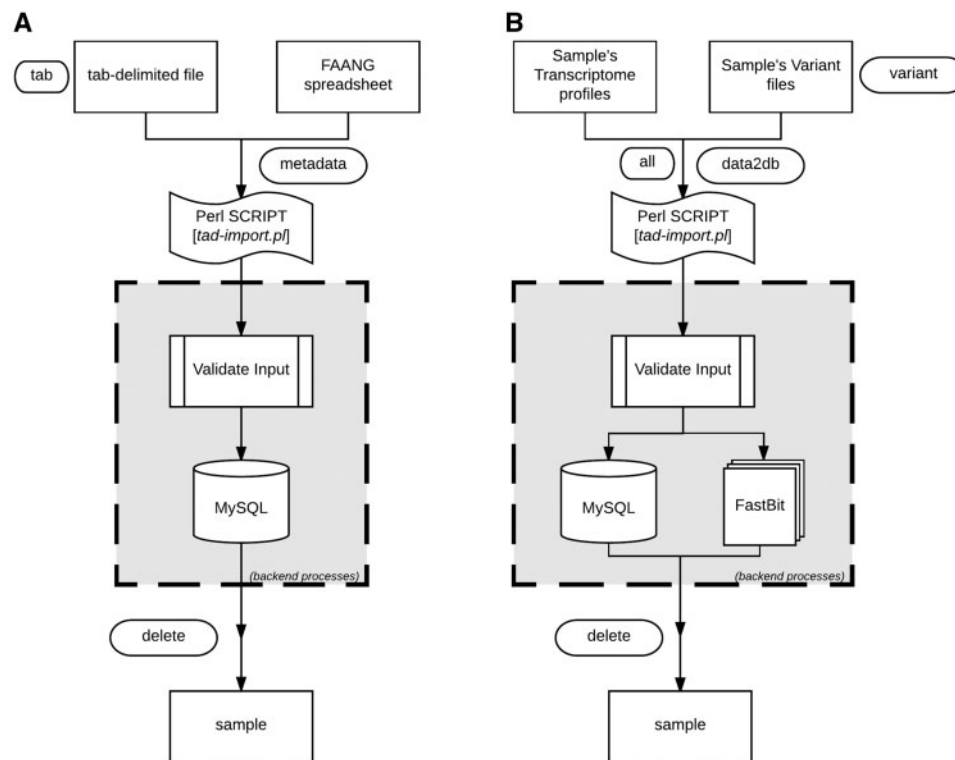 A
tab
tab-delimited file
FAANG
spreadsheet
metadata
Perl SCRIPT
[tad-import.pl]
Validate Input
MySQL
(backend processes)
delete
sample
B
Sample's
Transcriptome
profiles
Sample's Variant
files
variant
all
data2db
Perl SCRIPT
[tad-import.pl]
Validate Input
MySQL
FastBit
(backend processes)
delete
sample